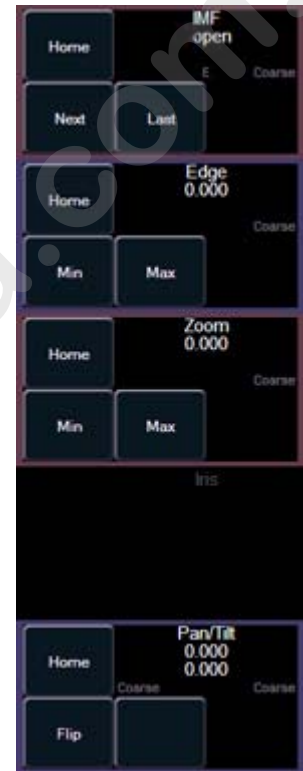 IMF
Home open
E Coarse
Next Last
Edge
Home 0.000
Coarse
Min Max
Zoom
Home 0.000
Coarse
Min Max
Iris
Pan/Tilt
0.000
Home 0.000
Coarse Coarse
Flip